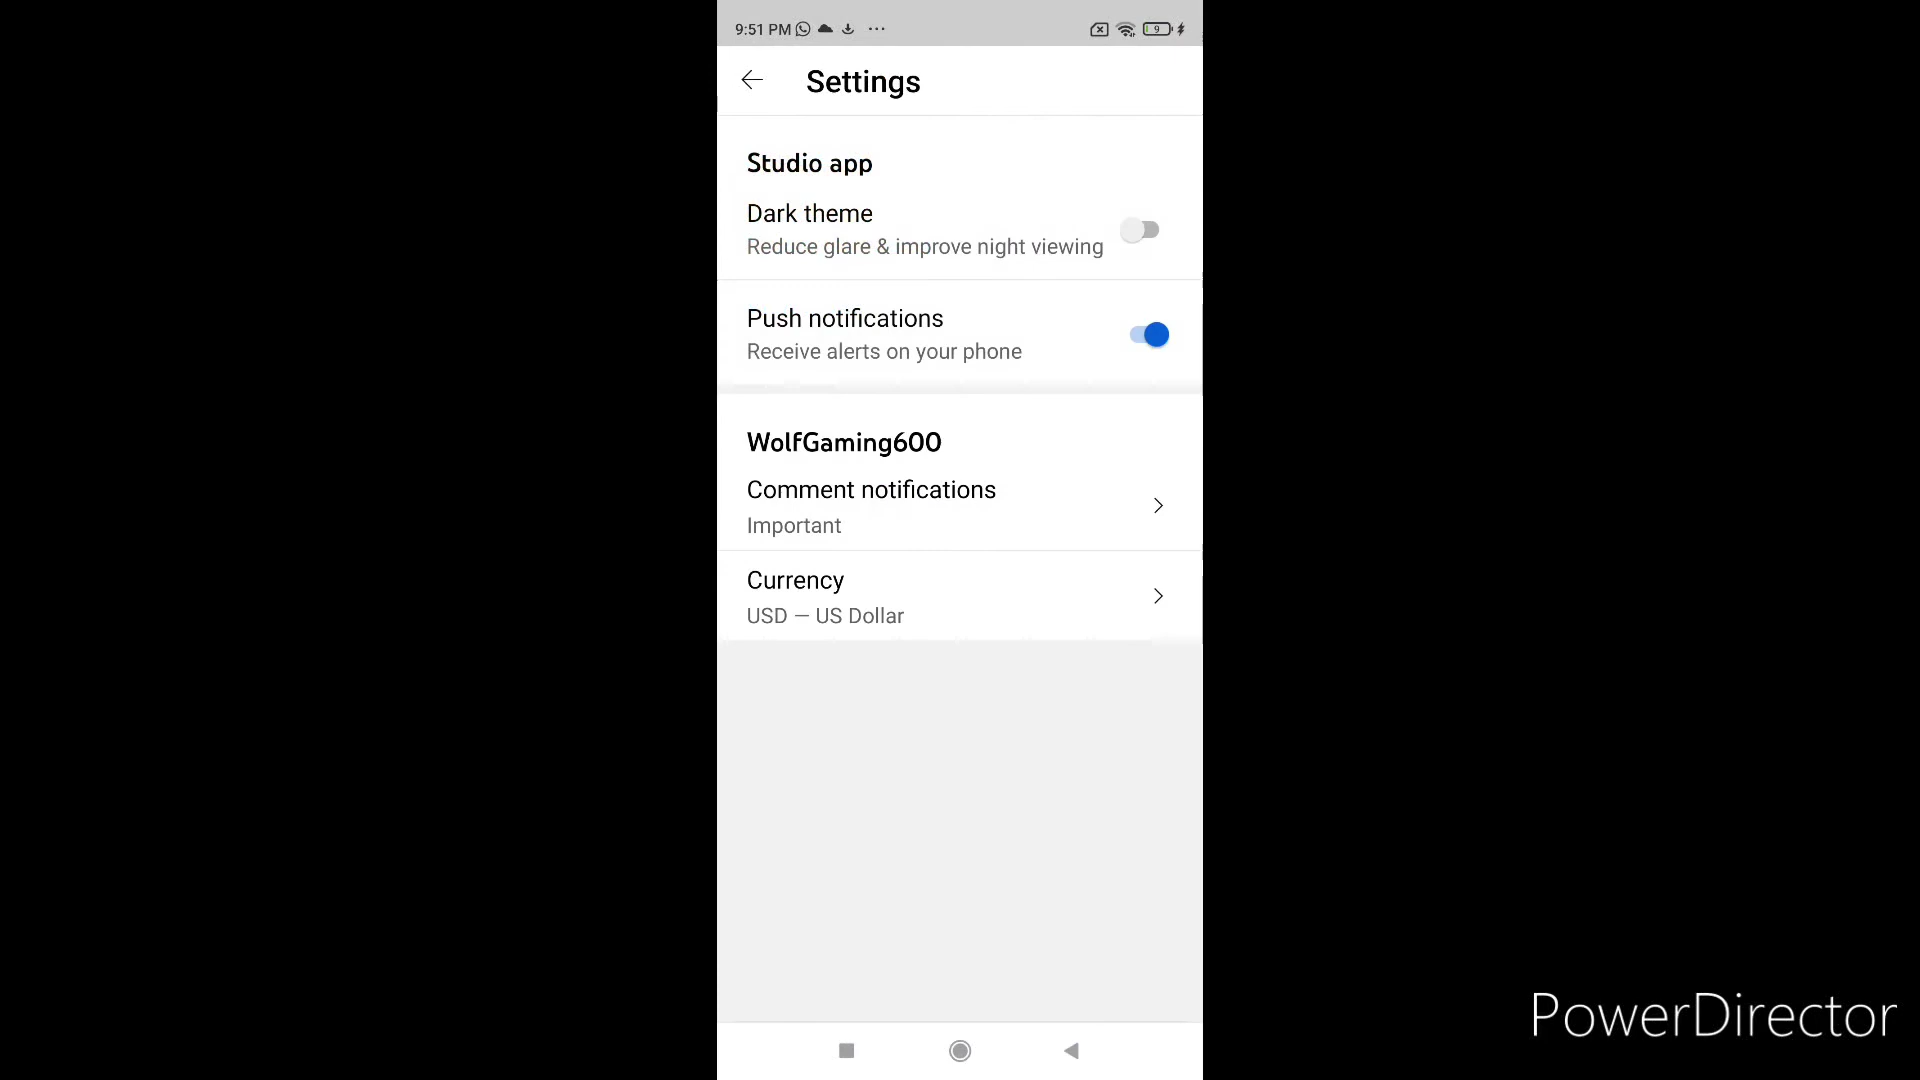 9:51 PM
9
Settings
Studio app
Dark theme
Reduce glare & improve night viewing
Push notifications
Receive alerts on your phone
WolfGaming600
Comment notifications
Important
Currency
USD — US Dollar
PowerDirector